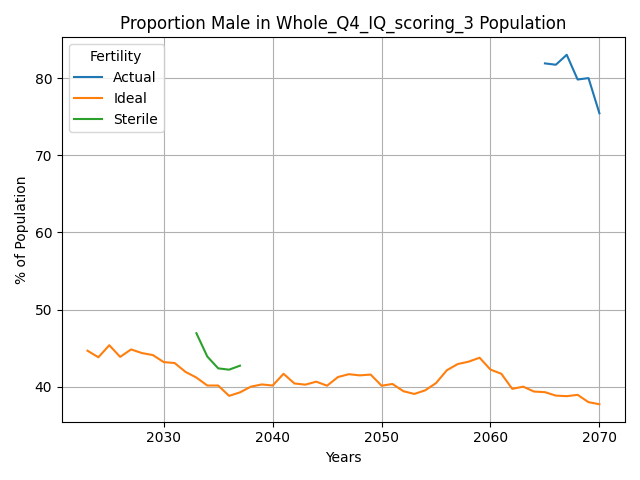 Proportion Male in Whole_Q4_IQ_scoring_3 Population
Fertility
Actual
Ideal
Sterile
% of Population
80
70
60
50
40
2030
2040
2050
2060
2070
Years